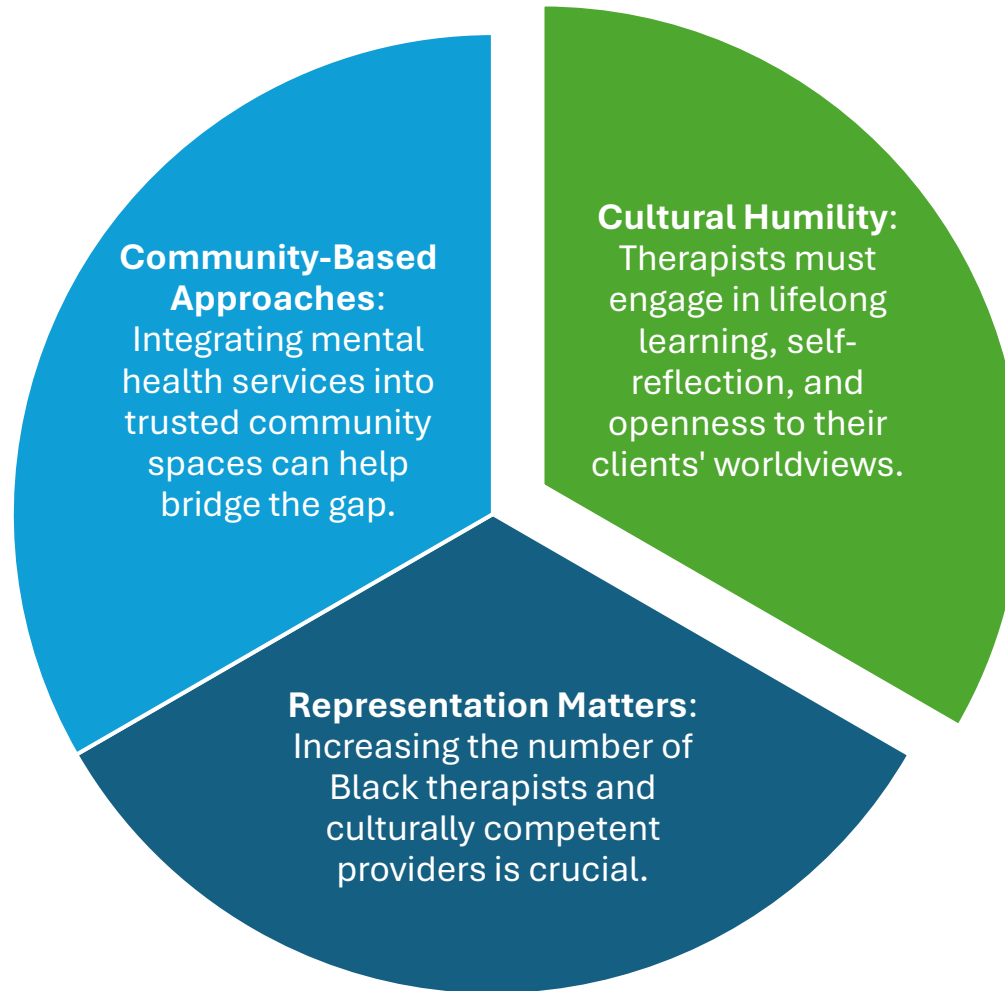 Cultural Humility:
Therapists must
engage in lifelong
learning, self-
reflection, and
openness to their
clients' worldviews.
Representation Matters:
Increasing the number of
Black therapists and
culturally competent
providers is crucial.
Community-Based
Approaches:
Integrating mental
health services into
trusted community
spaces can help
bridge the gap.